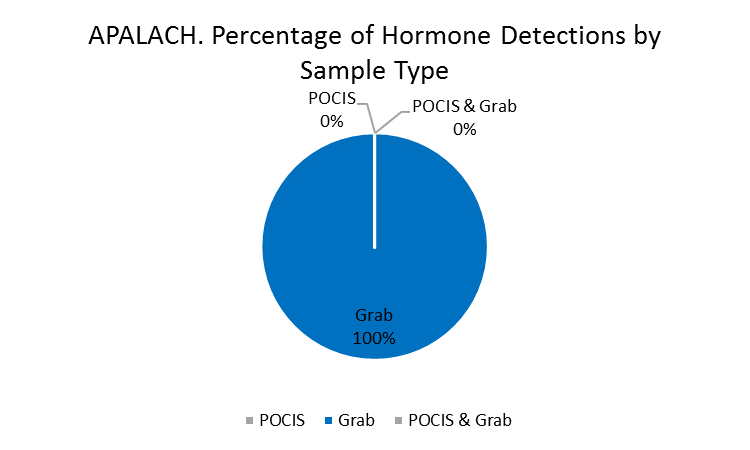 APALACH. Percentage of Hormone Detections by
Sample Type
POCIS
0%
POCIS & Grab
0%
Grab
100%
POCIS
Grab
POCIS & Grab